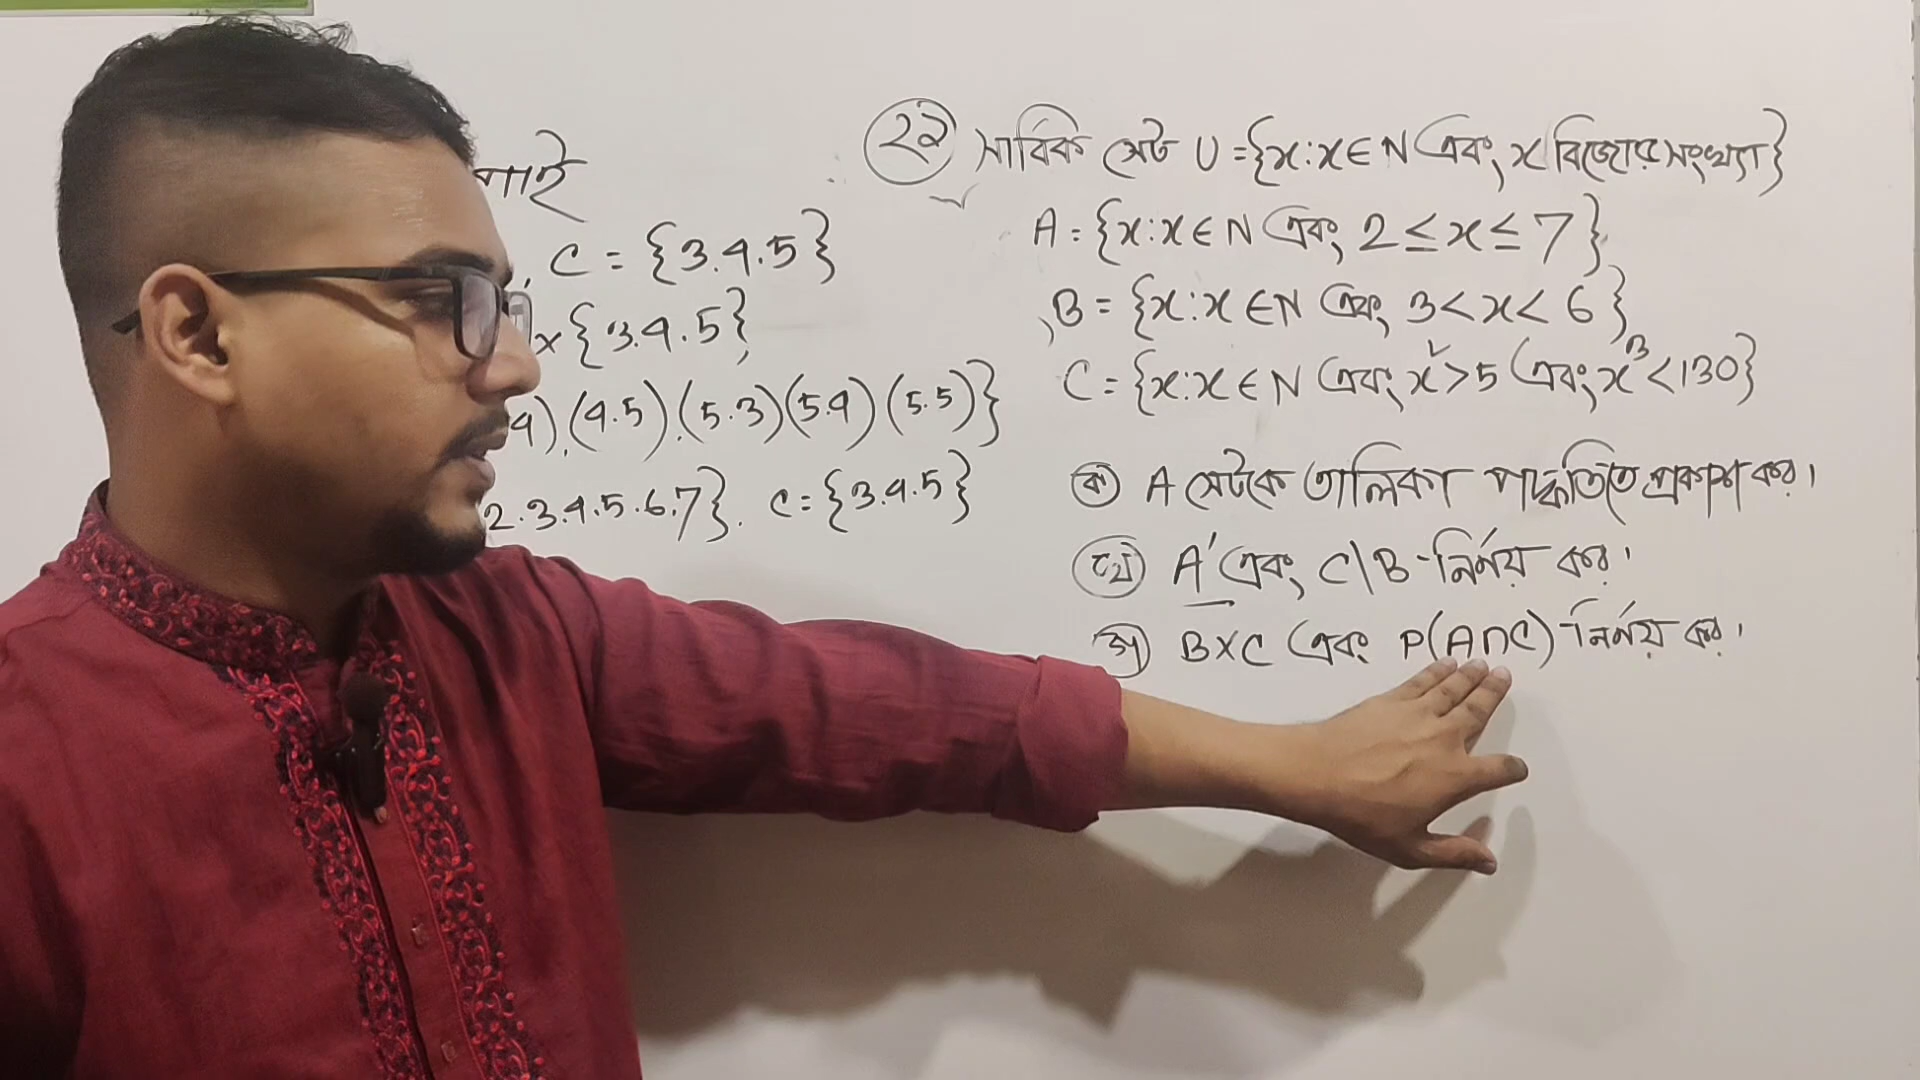 পাই
, C = {3.4.5}
x{3.4.5}
4).(4.5).(5.3)(5.4)(5.5)}
2.3.4.5.6.7}. C = {3.4.5}
২২ সার্বিক সেট U = {x:x∈N এবং x বিজোড় সংখ্যা}
A = {x:x∈N এবং 2≤x≤7}
B = {x:x∈N এবং 3<x<6}
C = {x:x∈N এবং x²>5 এবং x³<130}
ক A সেটকে তালিকা পদ্ধতিতে প্রকাশ কর।
খ A' এবং C\B নির্ণয় কর।
গ B×C এবং P(A∩C) নির্ণয় কর।